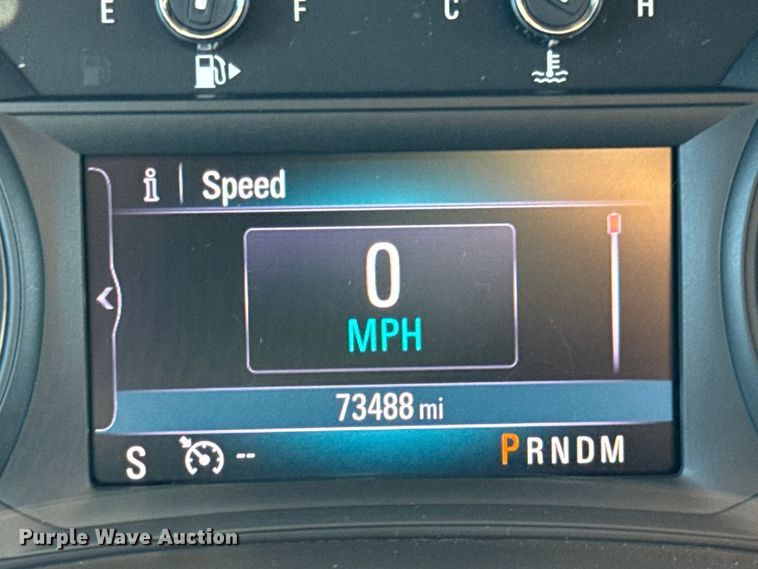 E F C H
i | Speed
0
MPH
73488 mi
S -- PRNDM
Purple Wave Auction